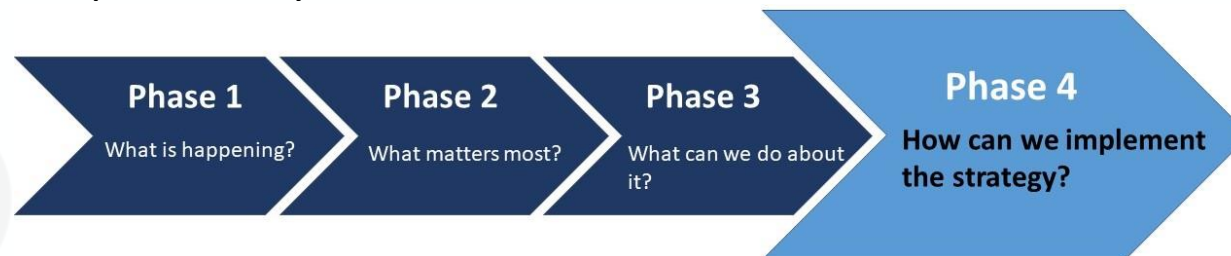 Phase 1
What is happening?
Phase 2
What matters most?
Phase 3
What can we do about
it?
Phase 4
How can we implement
the strategy?